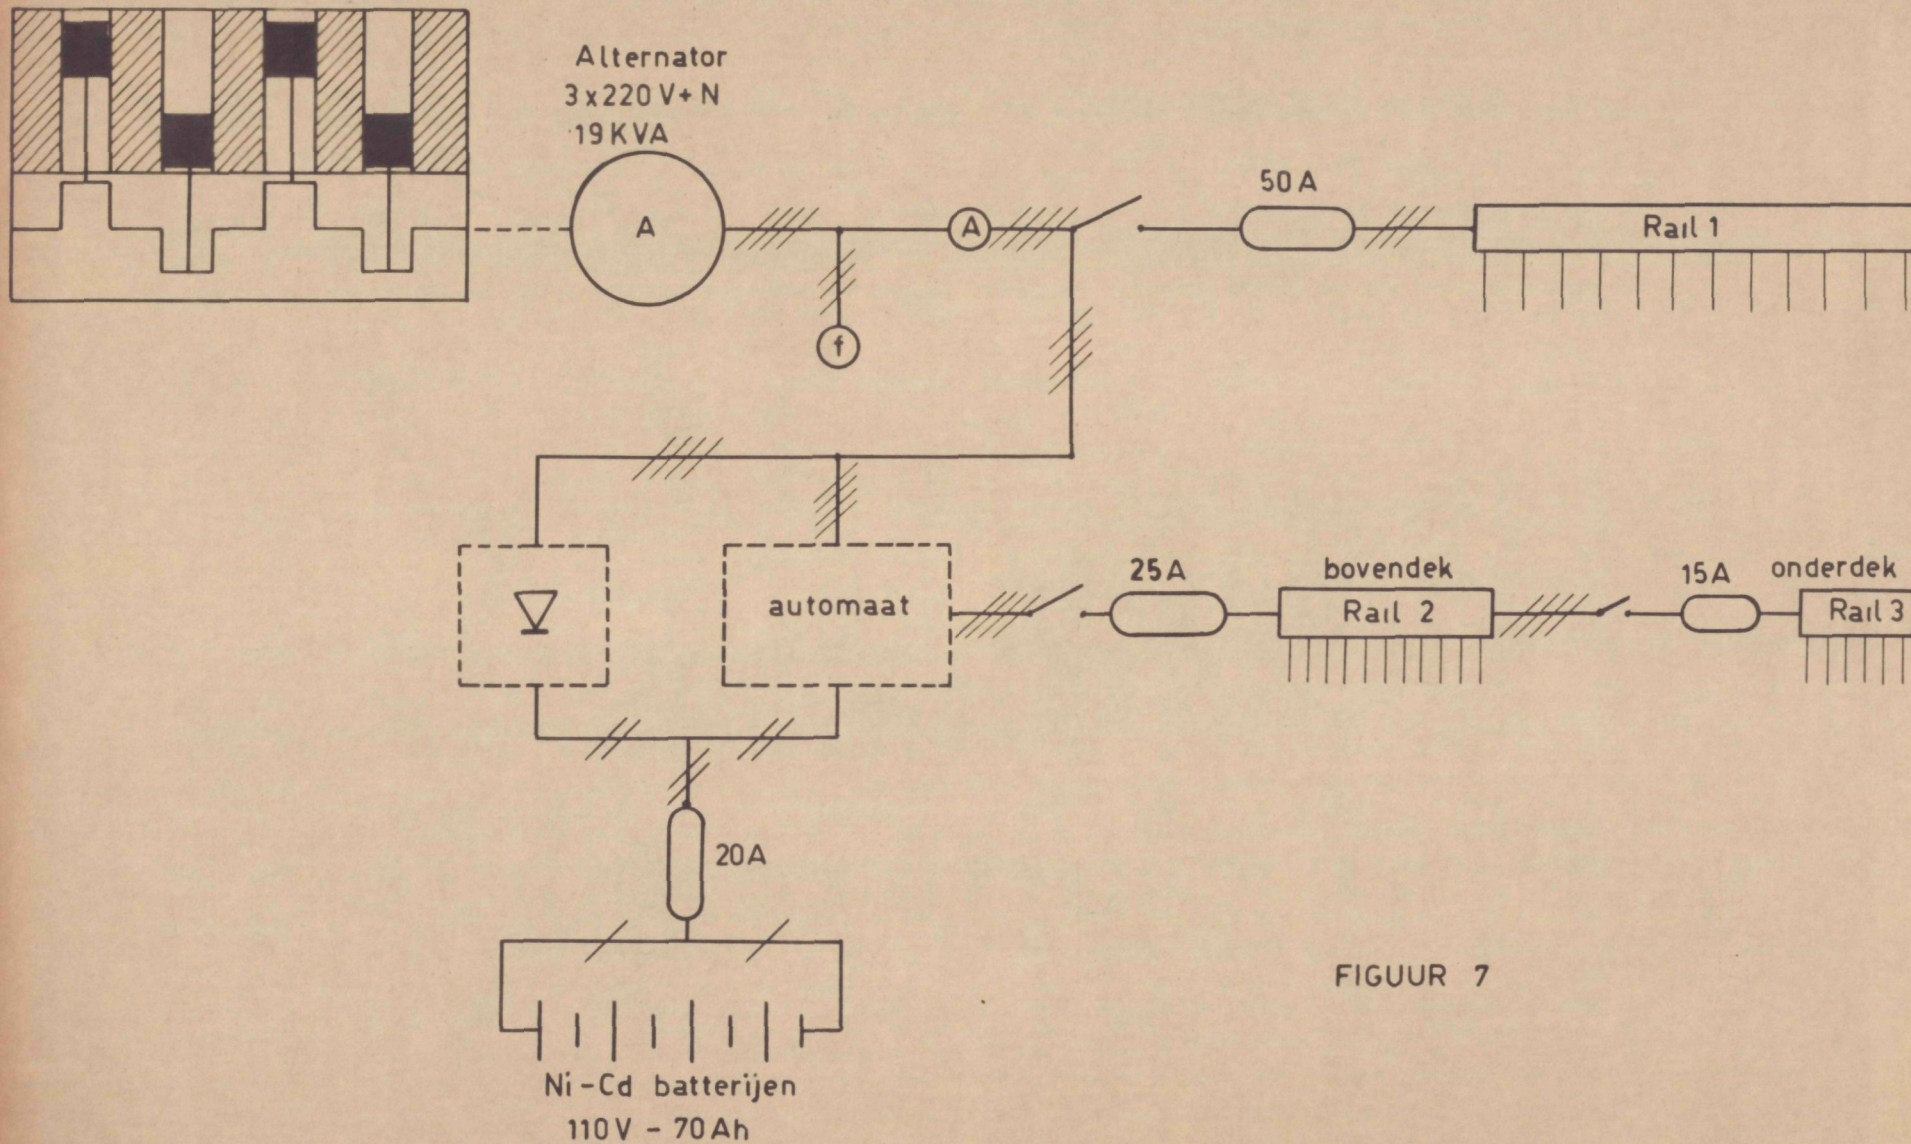 Alternator
3x220V+N
19KVA
A
A
f
50A
Rail 1
automaat
25A
bovendek
Rail 2
15A
onderdek
Rail 3
20A
Ni-Cd batterijen
110V - 70Ah
FIGUUR 7